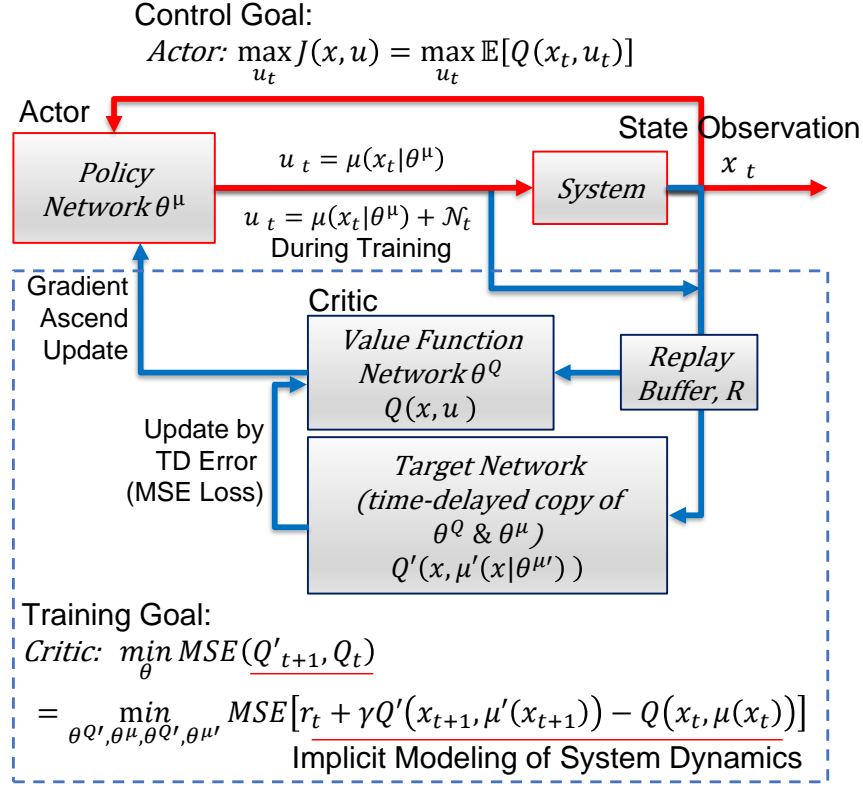 Control Goal:
Actor: max J(x, u) = max 𝔼[Q(x_t, u_t)]
u_t u_t
Actor
State Observation
x_t
Policy
Network θ^μ
u_t = μ(x_t|θ^μ)
System
u_t = μ(x_t|θ^μ) + 𝒩_t
During Training
Gradient
Ascend
Update
Critic
Value Function
Network θ^Q
Q(x, u )
Replay
Buffer, R
Update by
TD Error
(MSE Loss)
Target Network
(time-delayed copy of
θ^Q & θ^μ)
Q′(x, μ′(x|θ^μ′) )
Training Goal:
Critic: min MSE(Q′_{t+1}, Q_t)
θ
= min MSE[r_t + γQ′(x_{t+1}, μ′(x_{t+1})) − Q(x_t, μ(x_t))]
θ^Q′,θ^μ,θ^Q′,θ^μ′
Implicit Modeling of System Dynamics